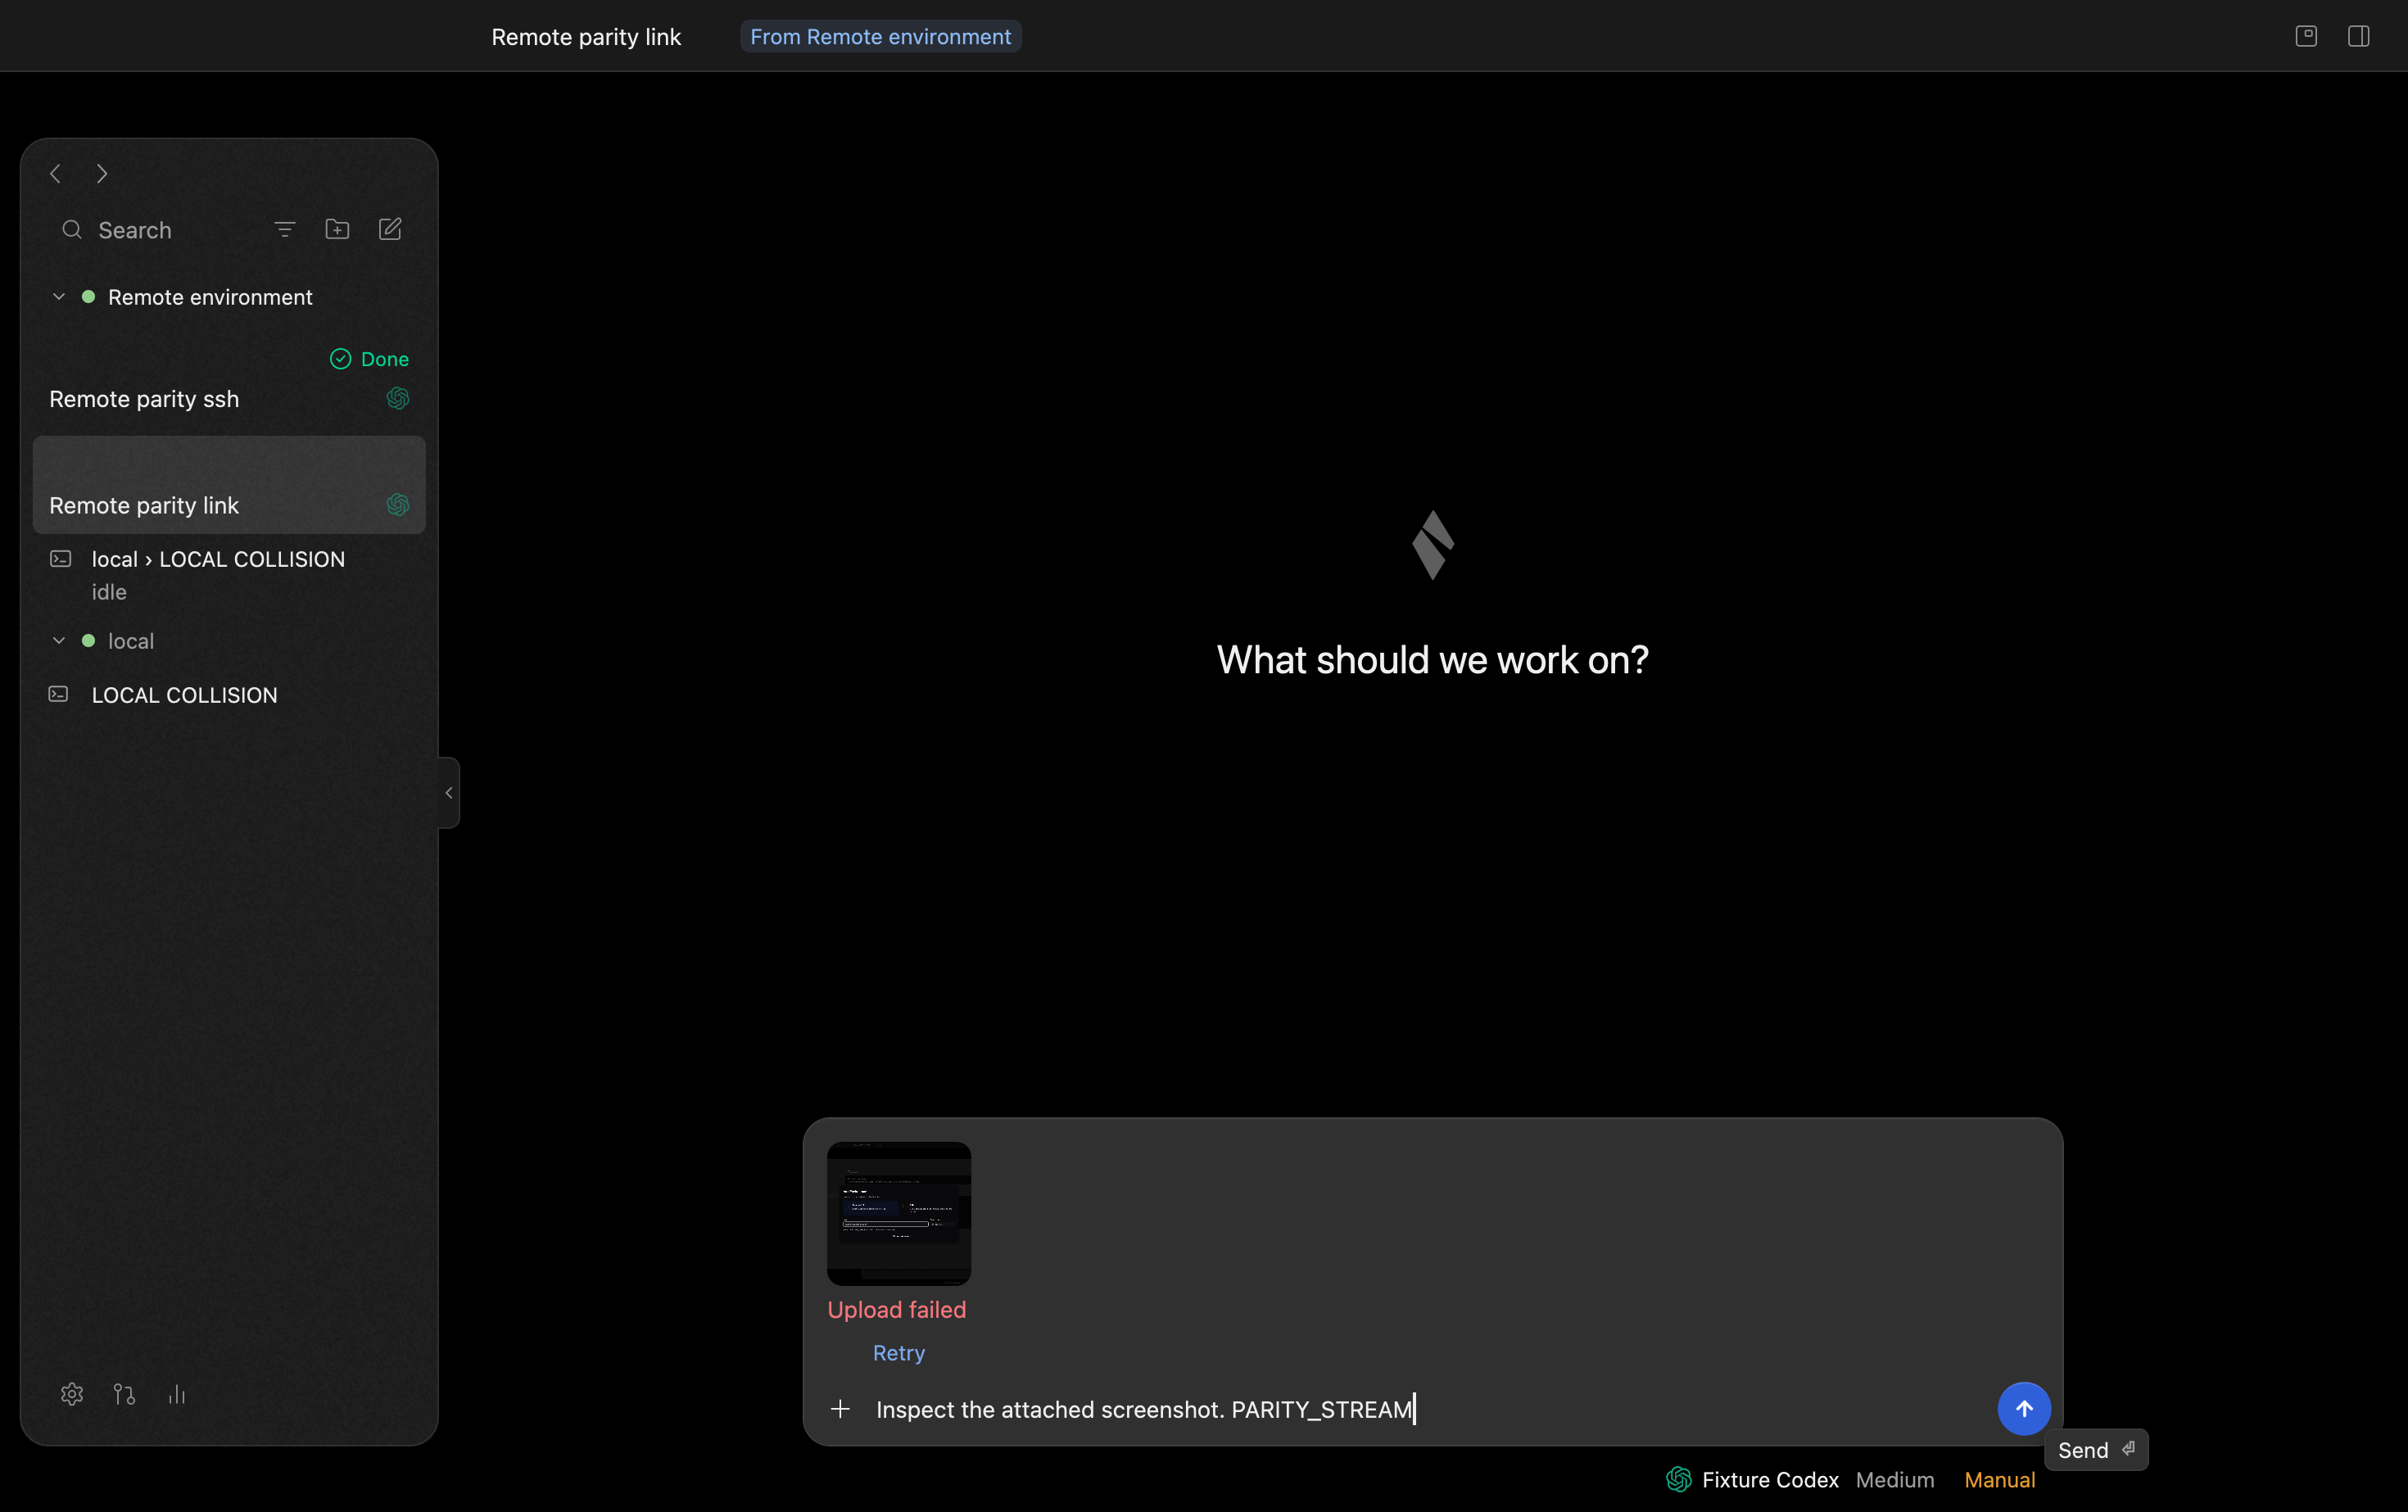 Remote parity link
From Remote environment
Search
Remote environment
Done
Remote parity ssh
Remote parity link
local › LOCAL COLLISION
idle
local
LOCAL COLLISION
What should we work on?
Upload failed
Retry
Inspect the attached screenshot. PARITY_STREAM
Send
Fixture Codex Medium Manual